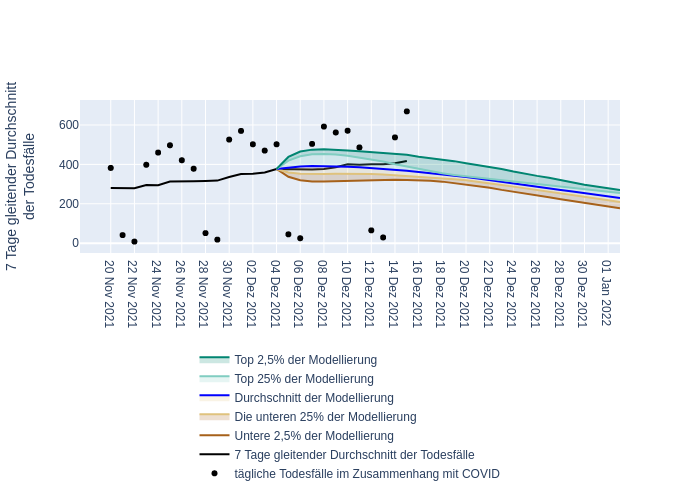 7 Tage gleitender Durchschnitt
der Todesfälle
600
400
200
0
20 Nov 2021
22 Nov 2021
24 Nov 2021
26 Nov 2021
28 Nov 2021
30 Nov 2021
02 Dez 2021
04 Dez 2021
06 Dez 2021
08 Dez 2021
10 Dez 2021
12 Dez 2021
14 Dez 2021
16 Dez 2021
18 Dez 2021
20 Dez 2021
22 Dez 2021
24 Dez 2021
26 Dez 2021
28 Dez 2021
30 Dez 2021
01 Jan 2022
Top 2,5% der Modellierung
Top 25% der Modellierung
Durchschnitt der Modellierung
Die unteren 25% der Modellierung
Untere 2,5% der Modellierung
7 Tage gleitender Durchschnitt der Todesfälle
tägliche Todesfälle im Zusammenhang mit COVID